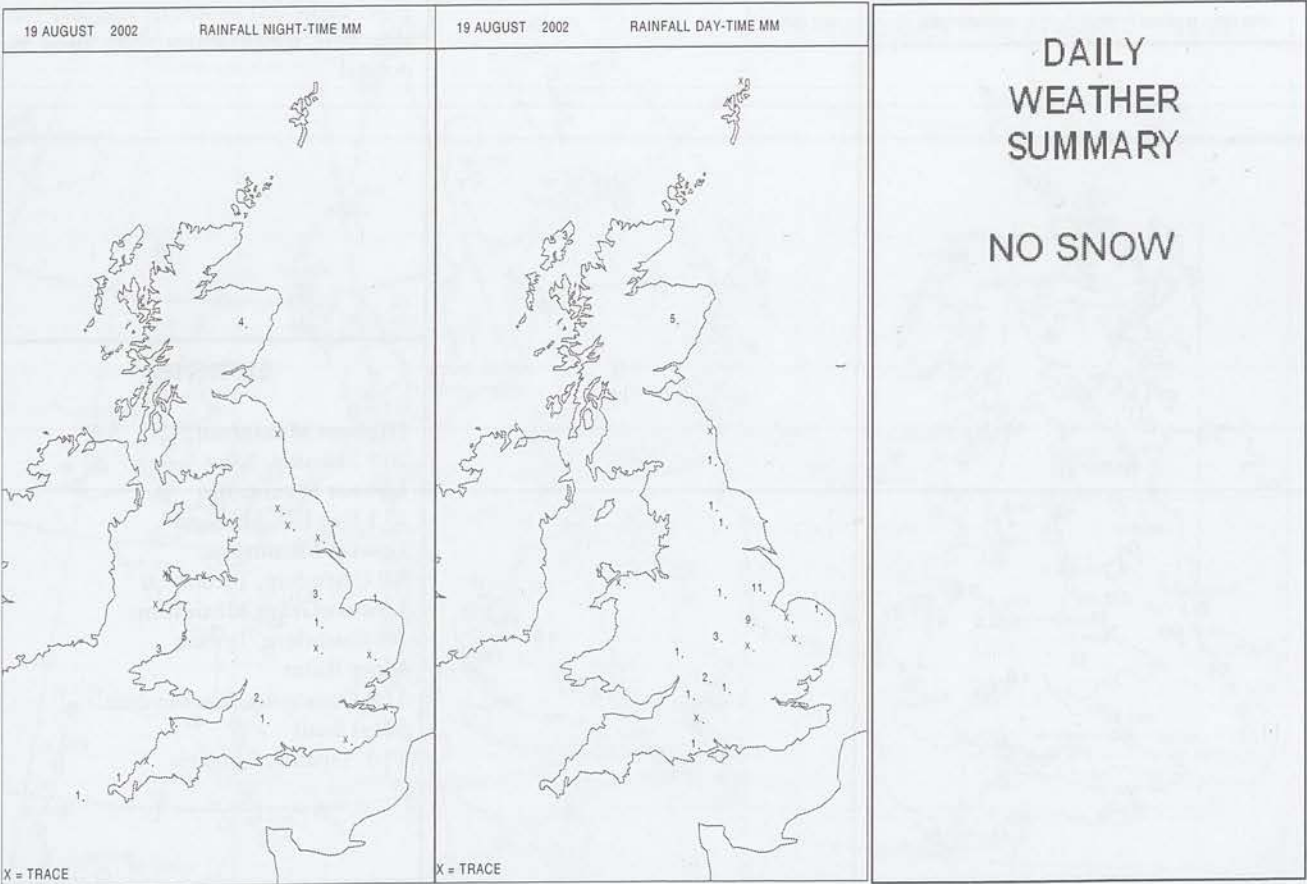 19 AUGUST 2002 RAINFALL NIGHT-TIME MM
4.
x
x
x.
x.
x.
x
3.
1.
1.
x.
3
x.
2.
x
1.
x.
1
1.
X = TRACE
19 AUGUST 2002 RAINFALL DAY-TIME MM
x
5.
x
1.
1.
1.
x.
1.
11.
x.
1.
9.
3.
x.
x.
1.
2.
1.
1.
x.
1.
X = TRACE
DAILY
WEATHER
SUMMARY
NO SNOW